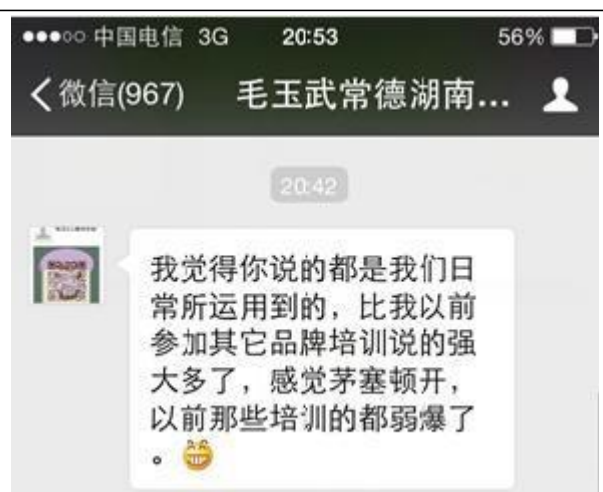 中国电信 3G 20:53 56%
微信(967) 毛玉武常德湖南...
20:42
我觉得你说的都是我们日
常所运用到的，比我以前
参加其它品牌培训说的强
大多了，感觉茅塞顿开，
以前那些培训的都弱爆了
。